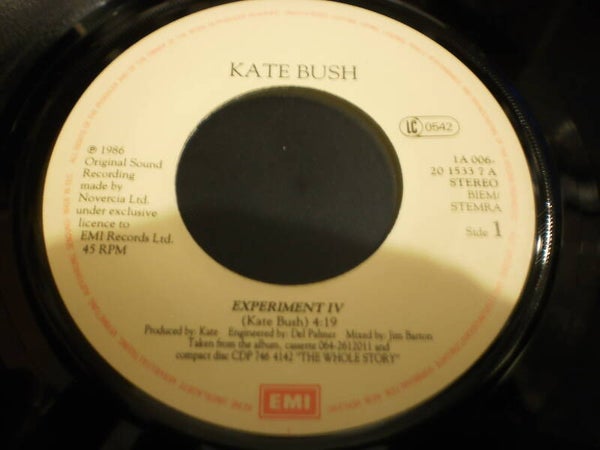 KATE BUSH
LC 0542
℗ 1986
Original Sound
Recording
made by
Novercia Ltd.
under exclusive
licence to
EMI Records Ltd.
45 RPM
1A 006-
20 1533 7 A
STEREO
BIEM/
STEMRA
Side 1
EXPERIMENT IV
(Kate Bush) 4:19
Produced by: Kate Engineered by: Del Palmer Mixed by: Jim Barton
Taken from the album, cassette 064-2612011 and
compact disc CDP 746 4142 "THE WHOLE STORY"
EMI